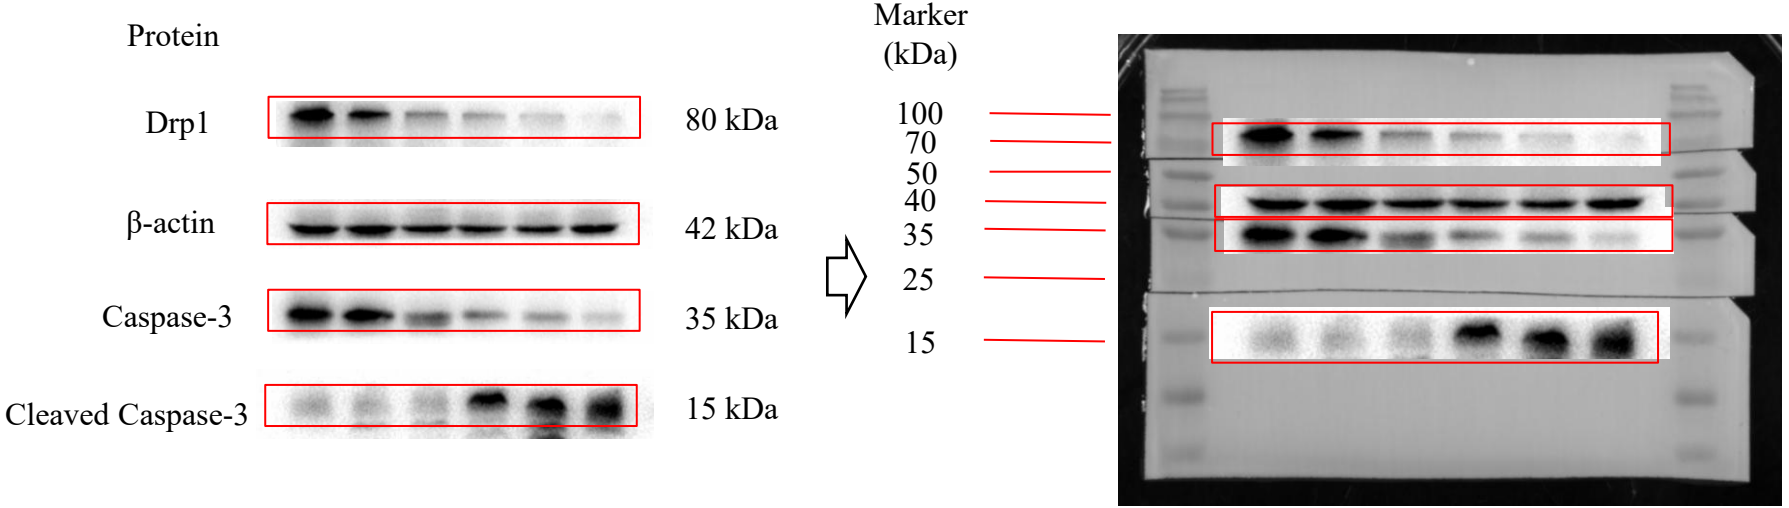 Protein
Drp1
80 kDa
β-actin
42 kDa
Caspase-3
35 kDa
Cleaved Caspase-3
15 kDa
Marker
(kDa)
100
70
50
40
35
25
15